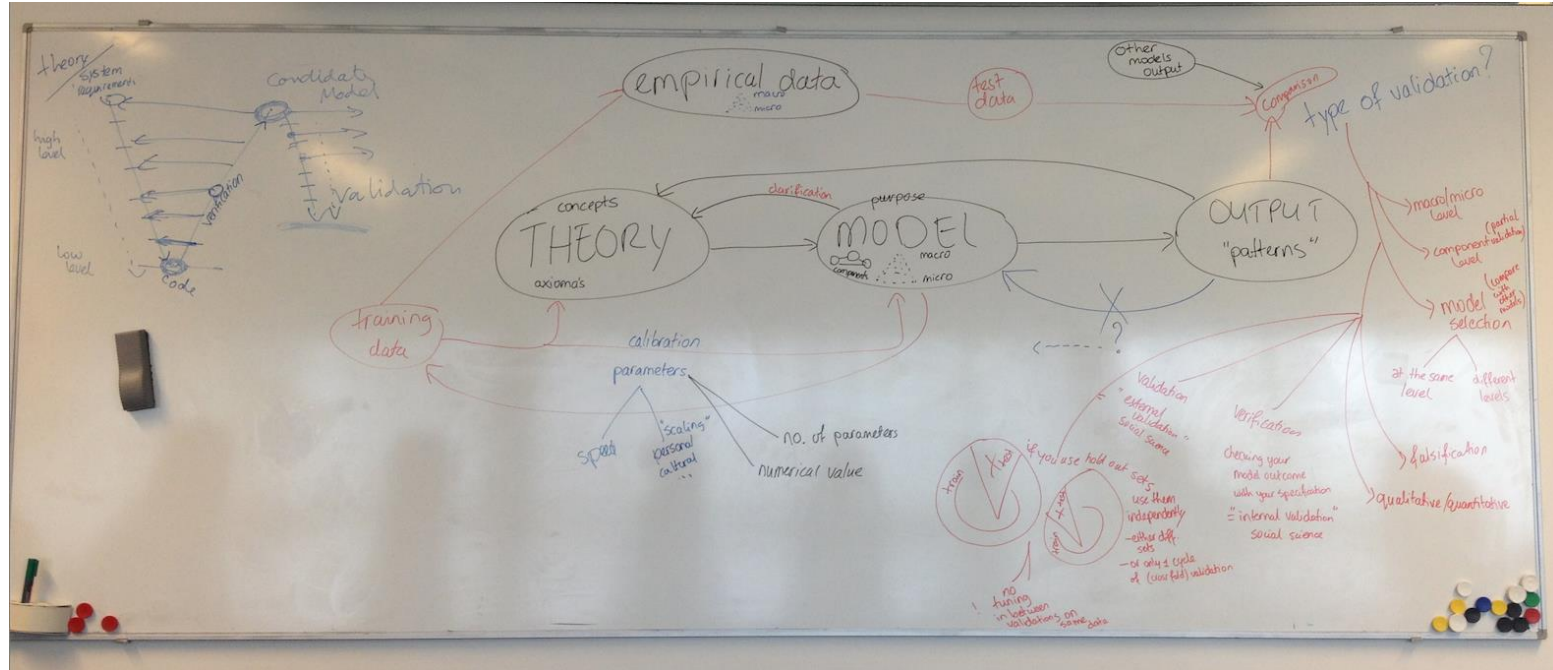 theory
system
requirements
high
level
low
level
verification
code
Candidate
Model
validation
empirical data
macro
micro
test
data
Other
models
output
comparison
type of validation?
concepts
THEORY
axioma's
clarification
purpose
MODEL
components
macro
micro
OUTPUT
"patterns"
?
training
data
calibration
parameters
speed
"scaling"
personal
cultural
...
no. of parameters
numerical value
macro/micro
level
component (partial
level validation)
model (compare
selection with
other
models)
at the same
level
different
levels
falsification
qualitative/quantitative
validation
"external
validation"
social science
verification
checking your
model outcome
with your specification
= "internal validation"
social science
if you use hold out sets,
use them
independently
- either diff.
sets
- or only 1 cycle
of (cross fold) validation
train
test
train
test
! no
tuning
in between
validations on
same data